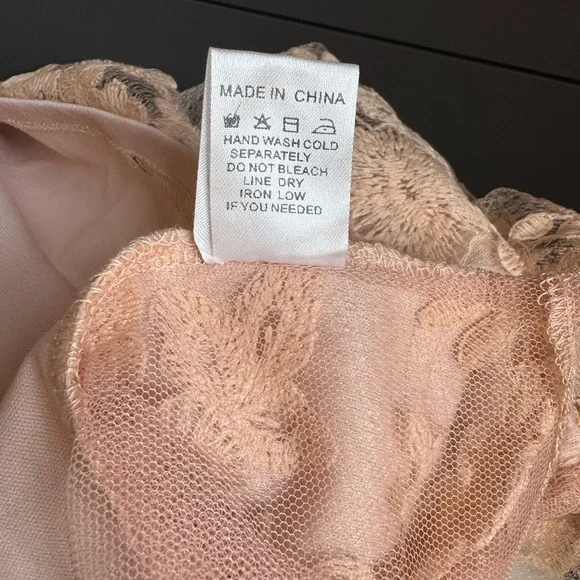 MADE IN CHINA
HAND WASH COLD
SEPARATELY
DO NOT BLEACH
LINE DRY
IRON LOW
IF YOU NEEDED